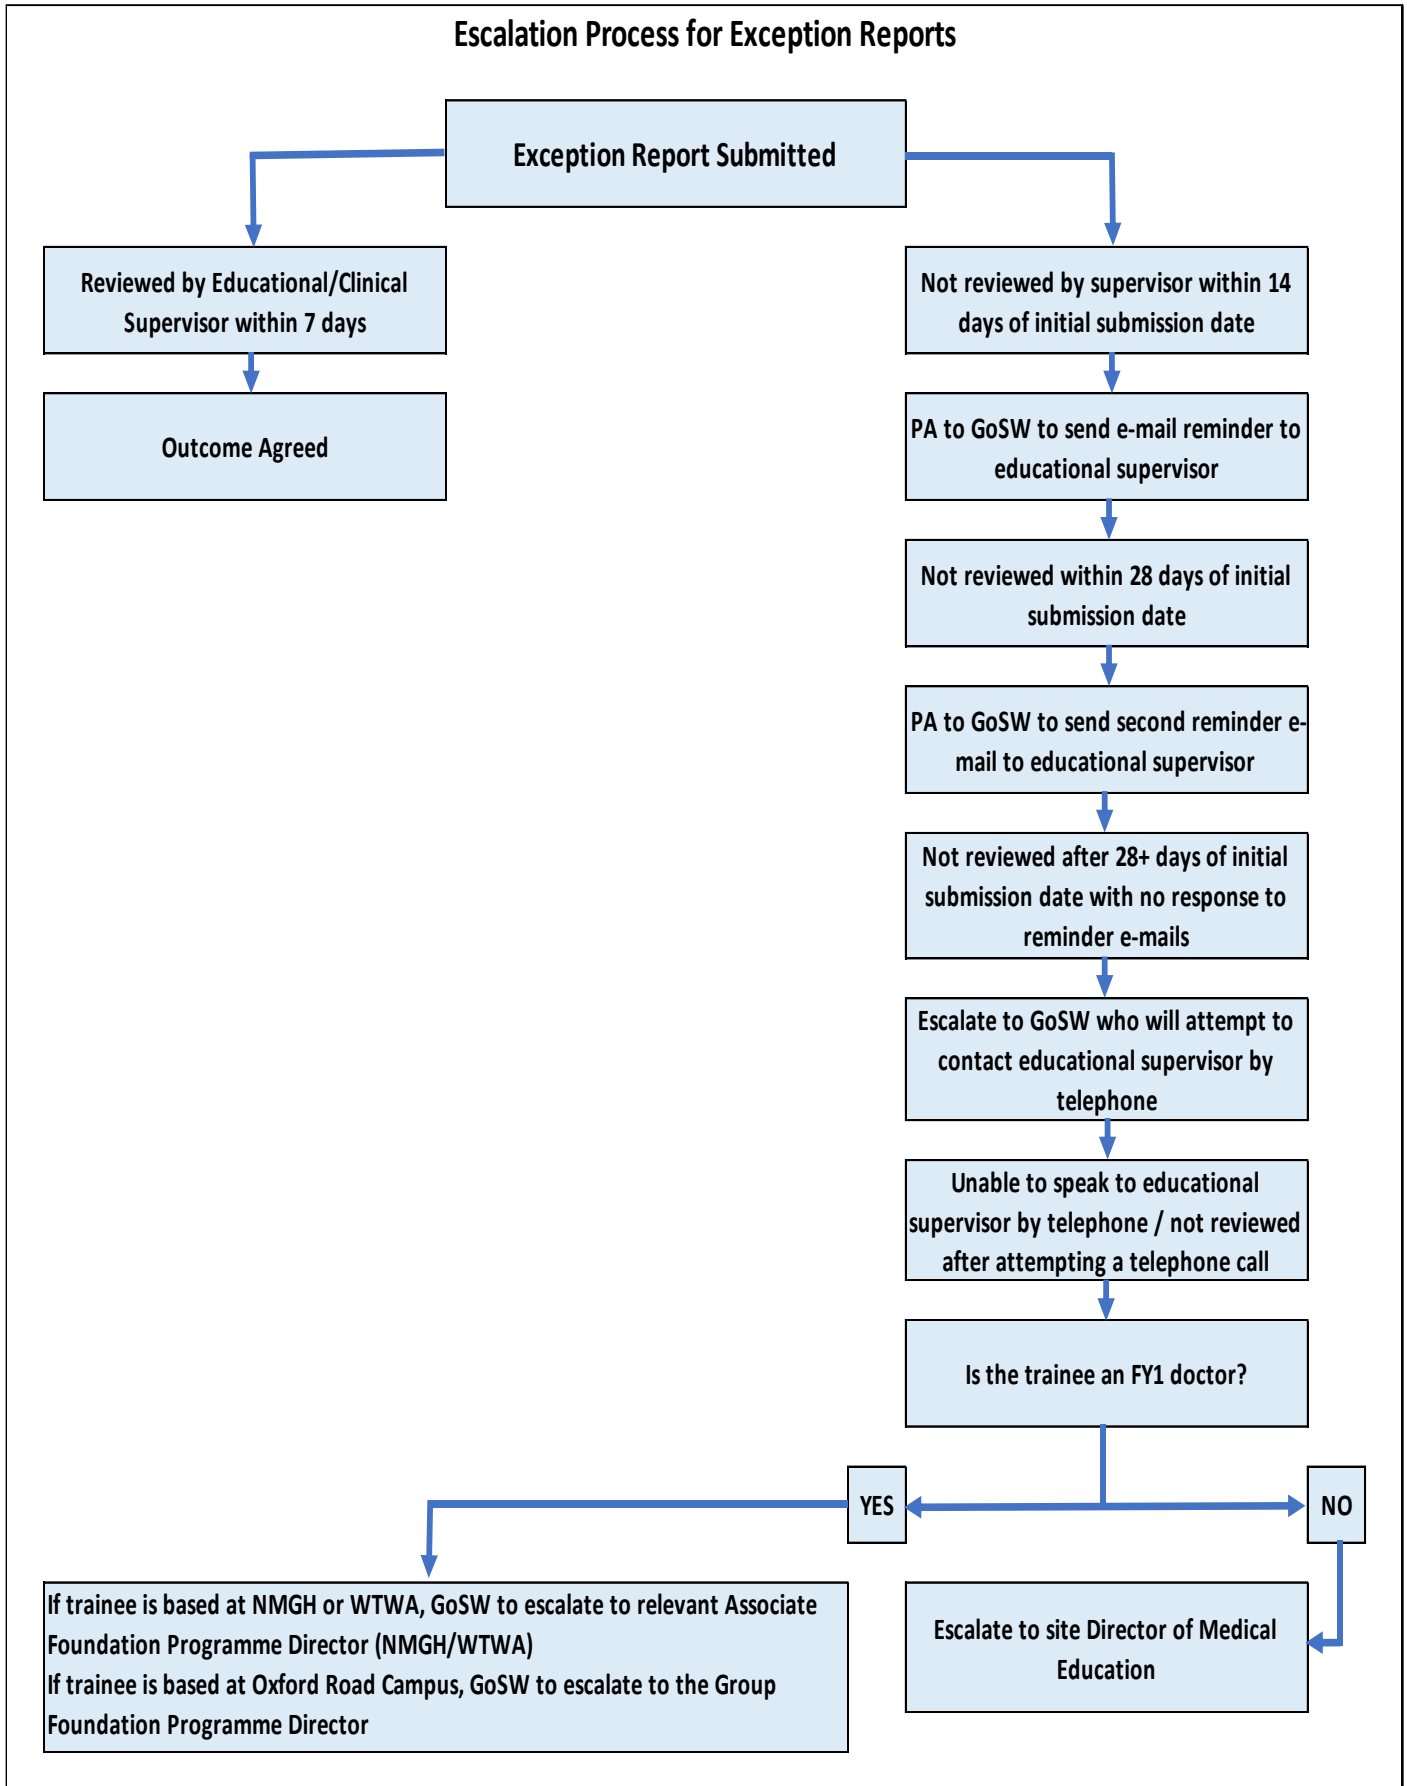 Escalation Process for Exception Reports
Exception Report Submitted
Reviewed by Educational/Clinical
Supervisor within 7 days
Outcome Agreed
Not reviewed by supervisor within 14
days of initial submission date
PA to GoSW to send e-mail reminder to
educational supervisor
Not reviewed within 28 days of initial
submission date
PA to GoSW to send second reminder e-
mail to educational supervisor
Not reviewed after 28+ days of initial
submission date with no response to
reminder e-mails
Escalate to GoSW who will attempt to
contact educational supervisor by
telephone
Unable to speak to educational
supervisor by telephone / not reviewed
after attempting a telephone call
Is the trainee an FY1 doctor?
YES
NO
If trainee is based at NMGH or WTWA, GoSW to escalate to relevant Associate
Foundation Programme Director (NMGH/WTWA)
If trainee is based at Oxford Road Campus, GoSW to escalate to the Group
Foundation Programme Director
Escalate to site Director of Medical
Education